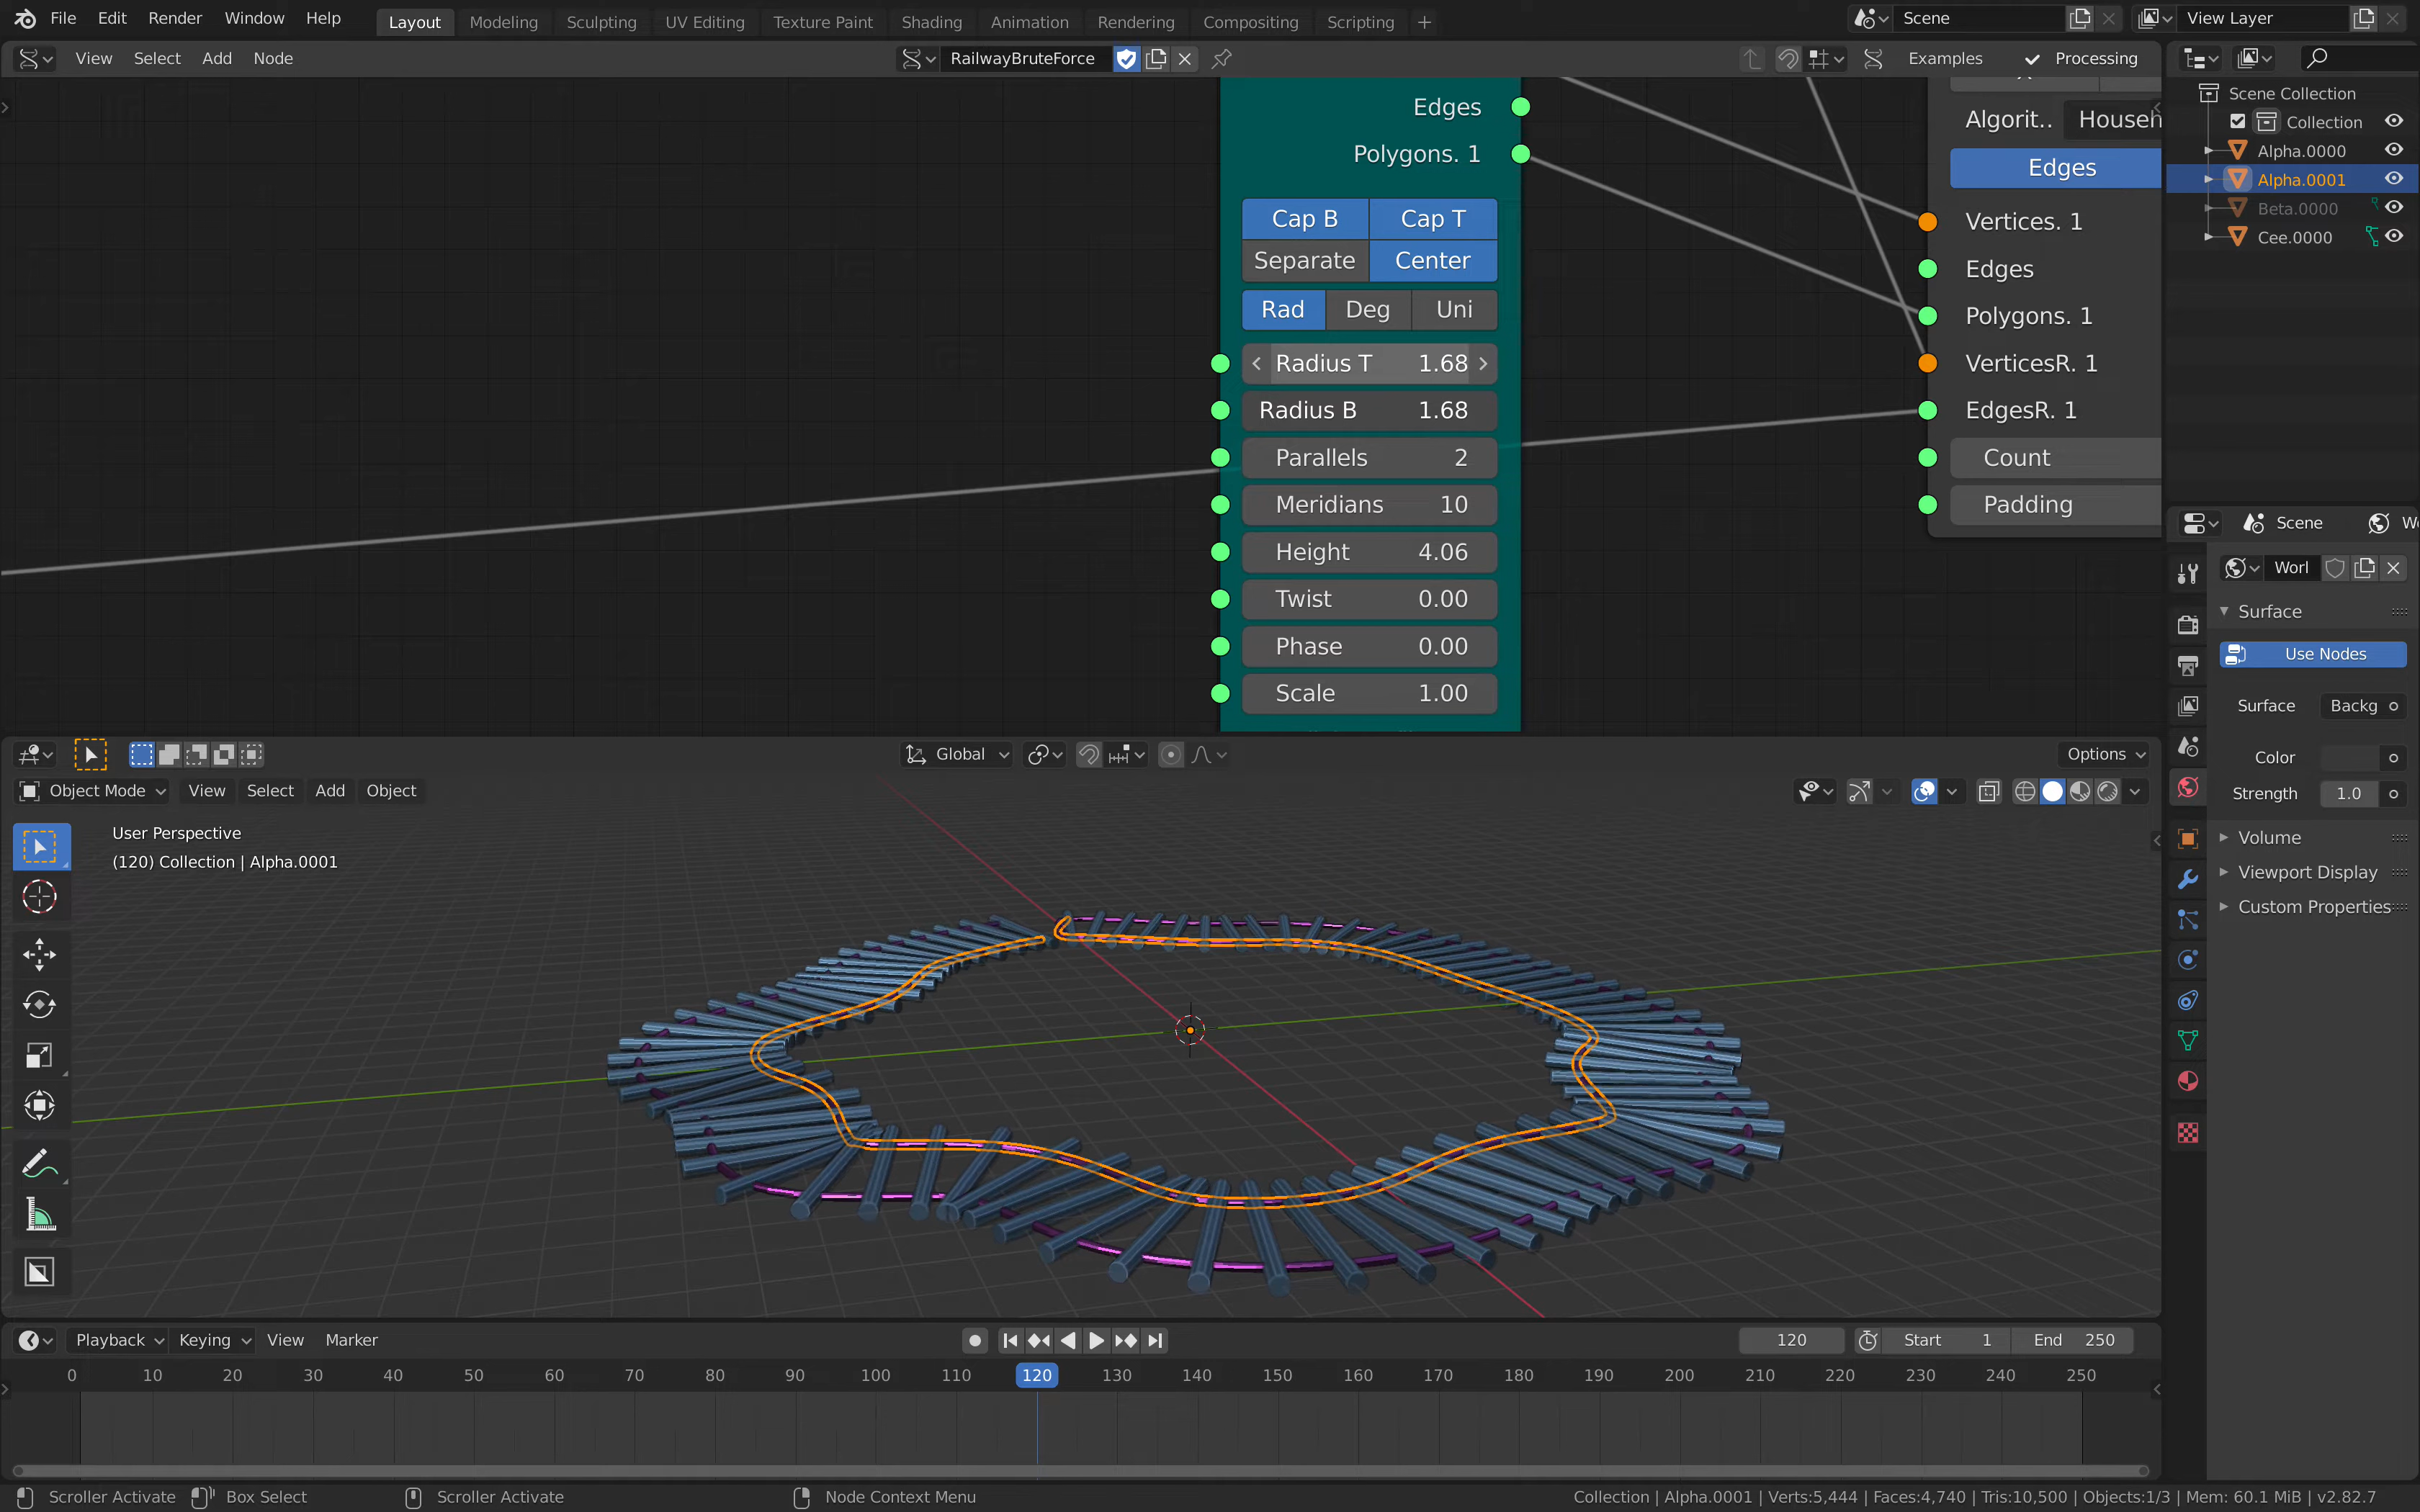 File Edit Render Window Help Layout Modeling Sculpting UV Editing Texture Paint Shading Animation Rendering Compositing Scripting + Scene View Layer
View Select Add Node RailwayBruteForce Examples Processing
Scene Collection
Collection
Alpha.0000
Alpha.0001
Beta.0000
Cee.0000
Edges
Polygons. 1
Cap B Cap T
Separate Center
Rad Deg Uni
Radius T 1.68
Radius B 1.68
Parallels 2
Meridians 10
Height 4.06
Twist 0.00
Phase 0.00
Scale 1.00
Algorit.. Househ
Edges
Vertices. 1
Edges
Polygons. 1
VerticesR. 1
EdgesR. 1
Count
Padding
Scene Wo
Worl
Surface
Use Nodes
Surface Backg
Color
Strength 1.0
Volume
Viewport Display
Custom Properties
Global Options
Object Mode View Select Add Object
User Perspective
(120) Collection | Alpha.0001
Playback Keying View Marker 120 Start 1 End 250
0 10 20 30 40 50 60 70 80 90 100 110 120 130 140 150 160 170 180 190 200 210 220 230 240 250
Scroller Activate Box Select Scroller Activate Node Context Menu Collection | Alpha.0001 | Verts:5,444 | Faces:4,740 | Tris:10,500 | Objects:1/3 | Mem: 60.1 MiB | v2.82.7